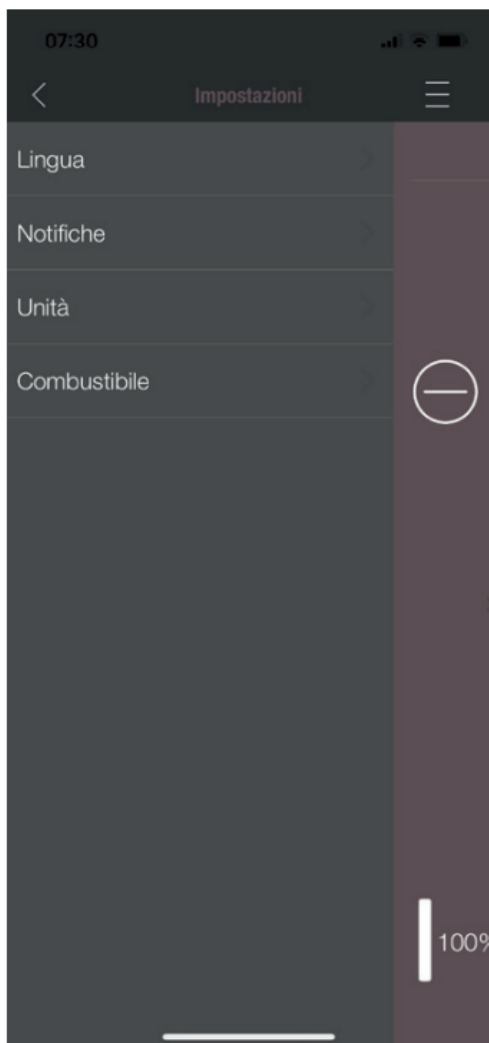 07:30
Impostazioni
Lingua
Notifiche
Unità
Combustibile
100%